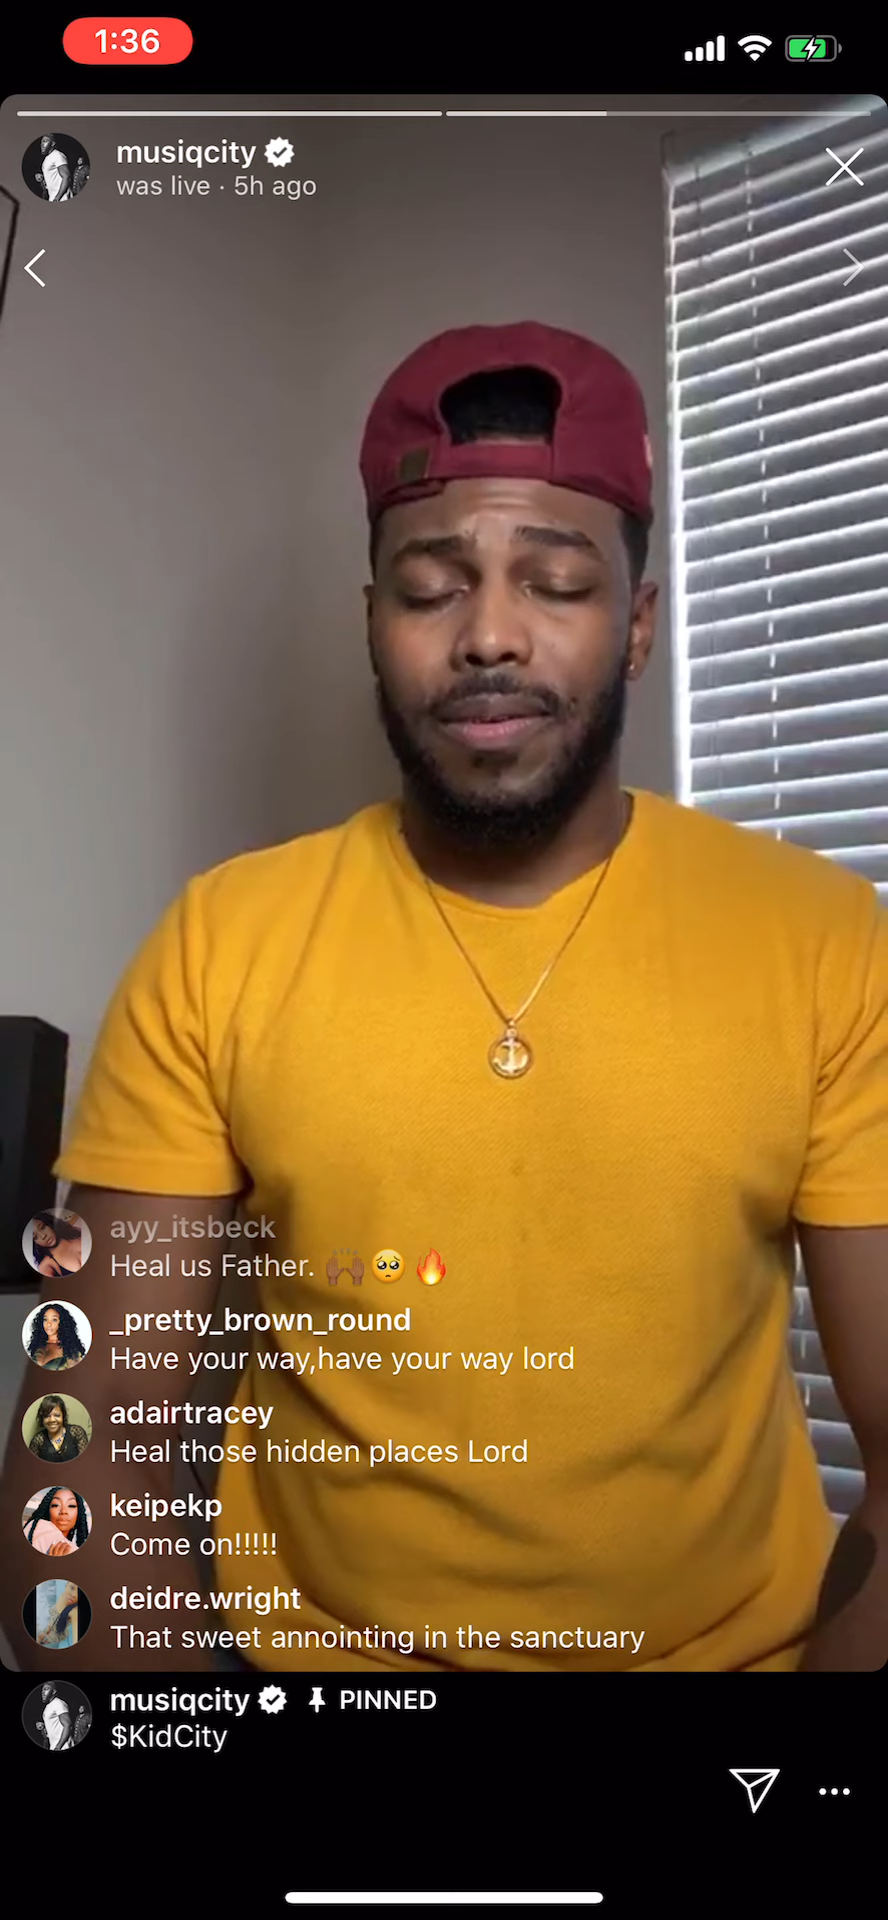 1:36
musiqcity
was live · 5h ago
ayy_itsbeck
Heal us Father. 🙌🏾🥺🔥
_pretty_brown_round
Have your way,have your way lord
adairtracey
Heal those hidden places Lord
keipekp
Come on!!!!!
deidre.wright
That sweet annointing in the sanctuary
musiqcity PINNED
$KidCity